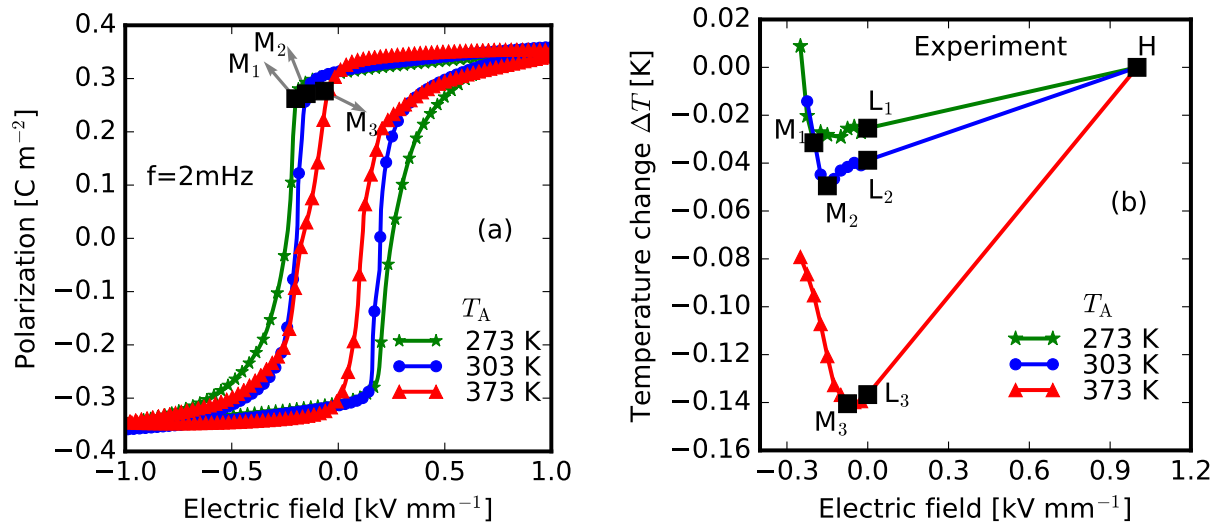 0.4
0.3
0.2
0.1
0.0
−0.1
−0.2
−0.3
−0.4
Polarization [C m⁻²]
M₂
M₁
M₃
f=2mHz
(a)
T_A
273 K
303 K
373 K
−1.0
−0.5
0.0
0.5
1.0
Electric field [kV mm⁻¹]
0.02
0.00
−0.02
−0.04
−0.06
−0.08
−0.10
−0.12
−0.14
−0.16
Temperature change ΔT [K]
Experiment
H
L₁
M₁
L₂
M₂
(b)
L₃
M₃
T_A
273 K
303 K
373 K
−0.3
0.0
0.3
0.6
0.9
1.2
Electric field [kV mm⁻¹]